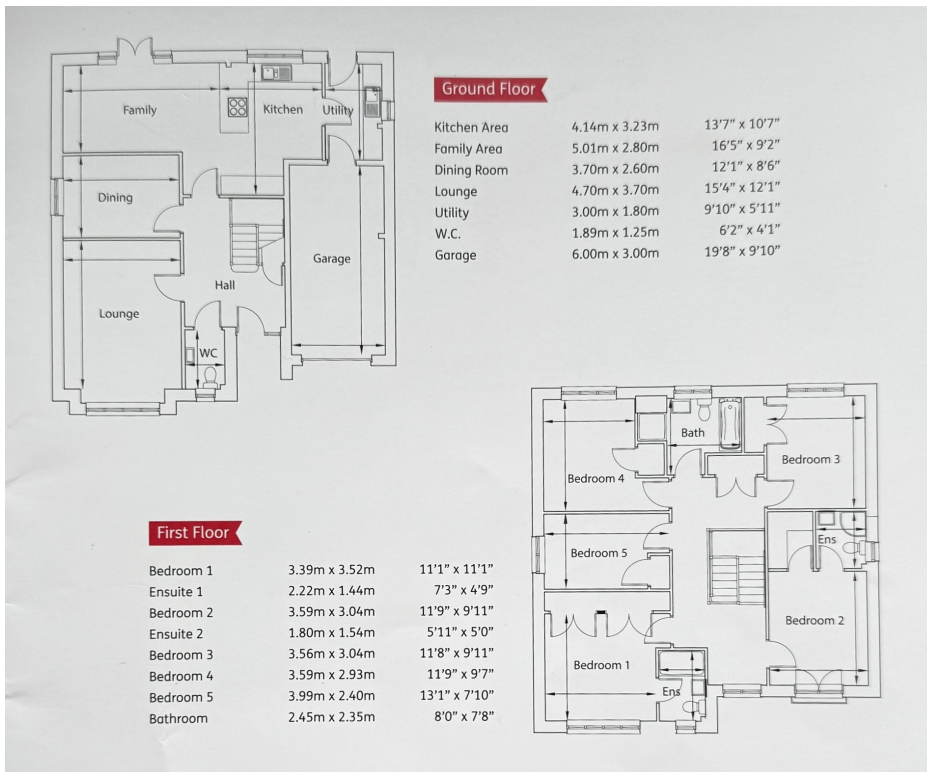 Family
Kitchen
Utility
Dining
Garage
Hall
Lounge
WC
Ground Floor
Kitchen Area 4.14m x 3.23m 13'7" x 10'7"
Family Area 5.01m x 2.80m 16'5" x 9'2"
Dining Room 3.70m x 2.60m 12'1" x 8'6"
Lounge 4.70m x 3.70m 15'4" x 12'1"
Utility 3.00m x 1.80m 9'10" x 5'11"
W.C. 1.89m x 1.25m 6'2" x 4'1"
Garage 6.00m x 3.00m 19'8" x 9'10"
First Floor
Bedroom 1 3.39m x 3.52m 11'1" x 11'1"
Ensuite 1 2.22m x 1.44m 7'3" x 4'9"
Bedroom 2 3.59m x 3.04m 11'9" x 9'11"
Ensuite 2 1.80m x 1.54m 5'11" x 5'0"
Bedroom 3 3.56m x 3.04m 11'8" x 9'11"
Bedroom 4 3.59m x 2.93m 11'9" x 9'7"
Bedroom 5 3.99m x 2.40m 13'1" x 7'10"
Bathroom 2.45m x 2.35m 8'0" x 7'8"
Bath
Bedroom 3
Bedroom 4
Ens
Bedroom 5
Bedroom 2
Bedroom 1
Ens